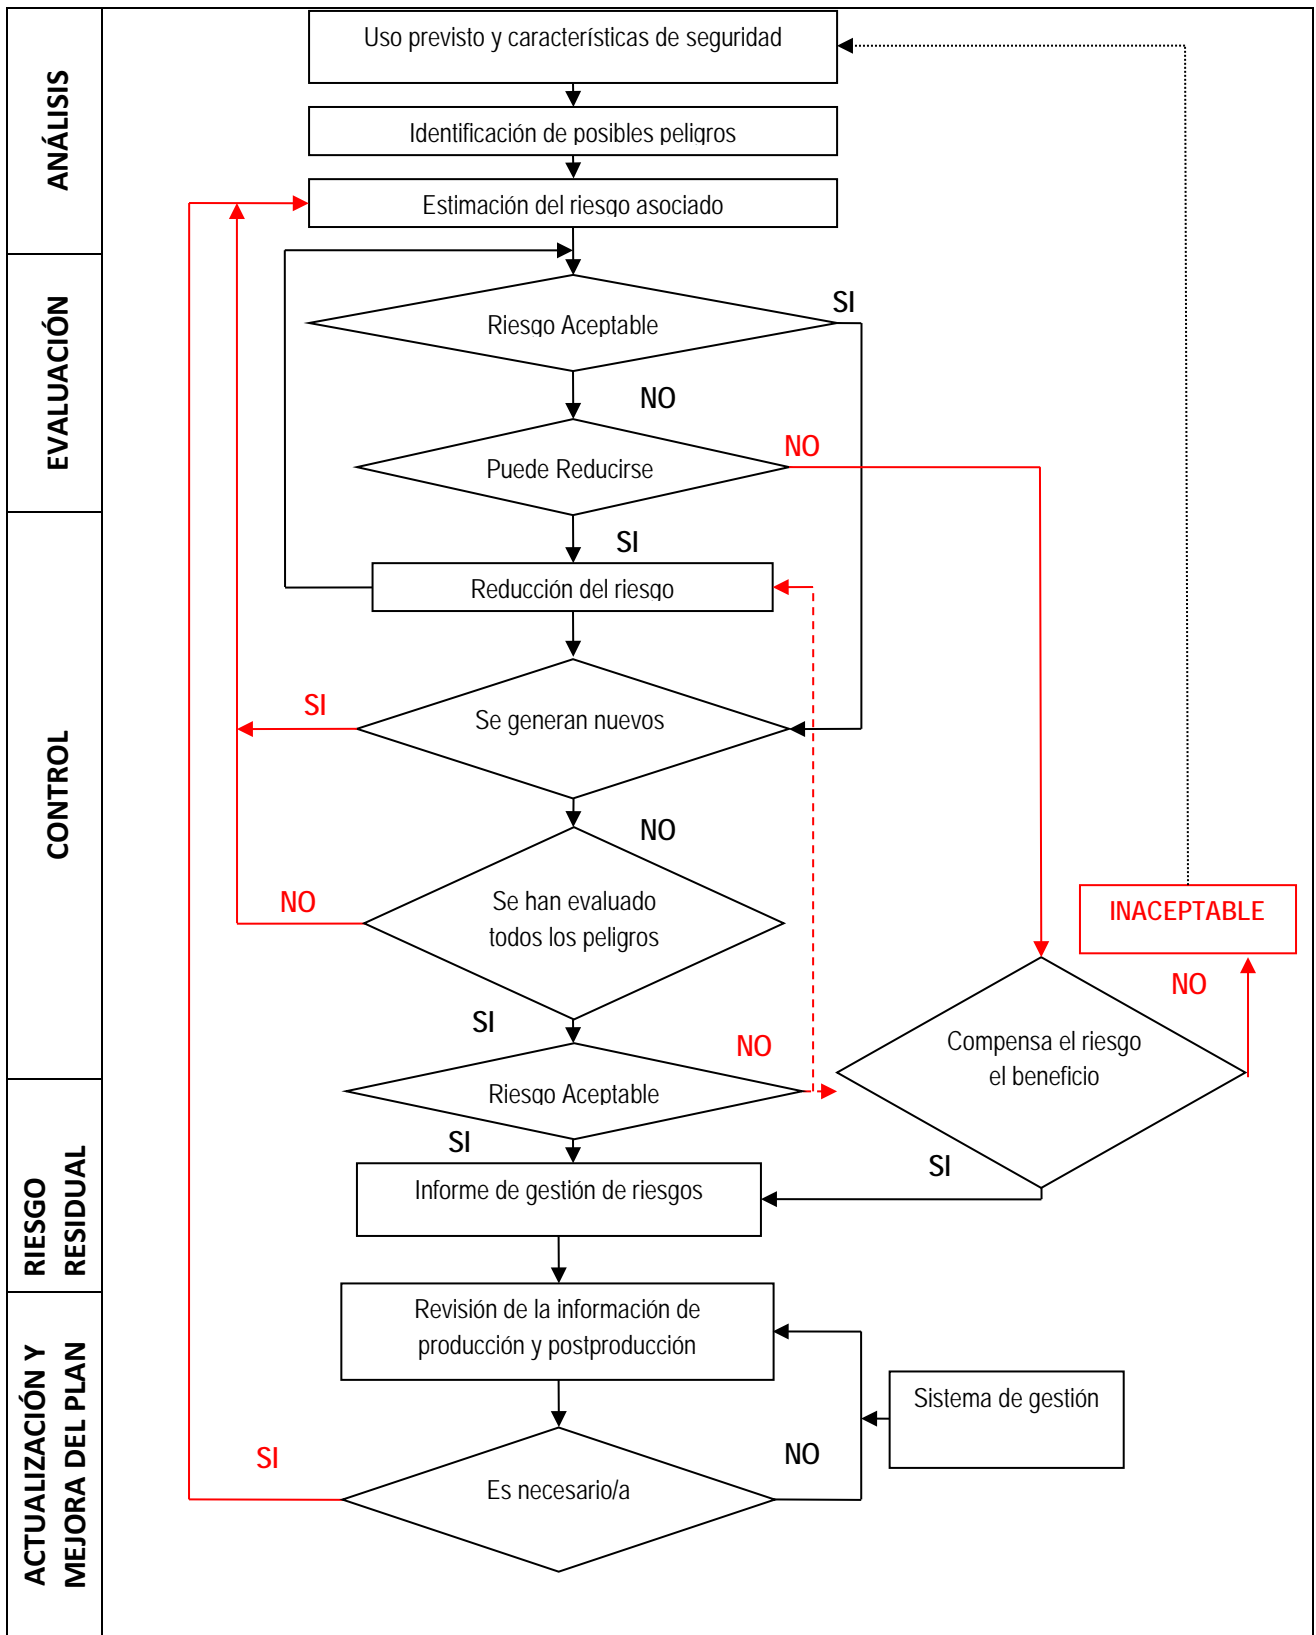 ANÁLISIS
Uso previsto y características de seguridad
Identificación de posibles peligros
Estimación del riesgo asociado
EVALUACIÓN
Riesgo Aceptable
SI
NO
Puede Reducirse
NO
SI
CONTROL
Reducción del riesgo
Se generan nuevos
SI
NO
Se han evaluado
todos los peligros
NO
SI
INACEPTABLE
NO
Compensa el riesgo
el beneficio
SI
Riesgo Aceptable
NO
SI
RIESGO
RESIDUAL
Informe de gestión de riesgos
ACTUALIZACIÓN Y
MEJORA DEL PLAN
Revisión de la información de
producción y postproducción
Sistema de gestión
Es necesario/a
SI
NO